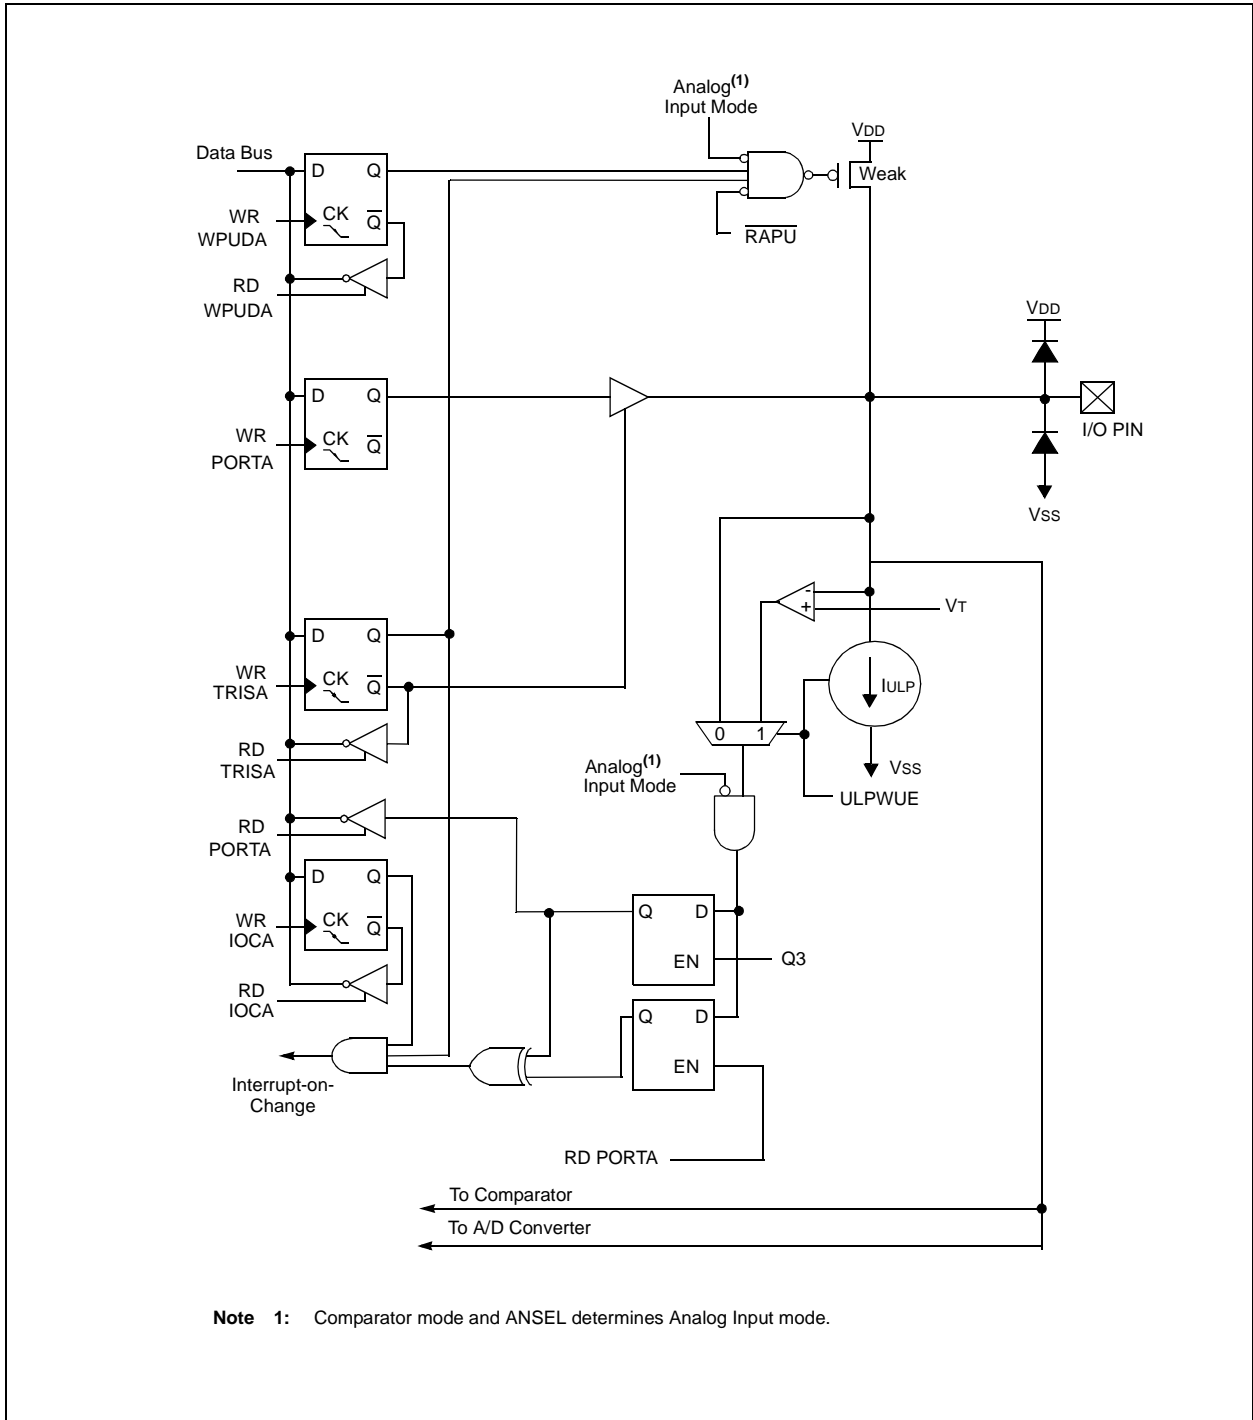 Analog(1)
Input Mode
VDD
Data Bus
D Q
Weak
WR
WPUDA
CK Q
RAPU
RD
WPUDA
VDD
D Q
WR
PORTA
CK Q
I/O PIN
VSS
- 
+
VT
D Q
WR
TRISA
CK Q
IULP
0 1
RD
TRISA
Analog(1)
Input Mode
VSS
ULPWUE
RD
PORTA
D Q
WR
IOCA
CK Q
Q D
EN
Q3
RD
IOCA
Q D
EN
Interrupt-on-
Change
RD PORTA
To Comparator
To A/D Converter
Note 1: Comparator mode and ANSEL determines Analog Input mode.